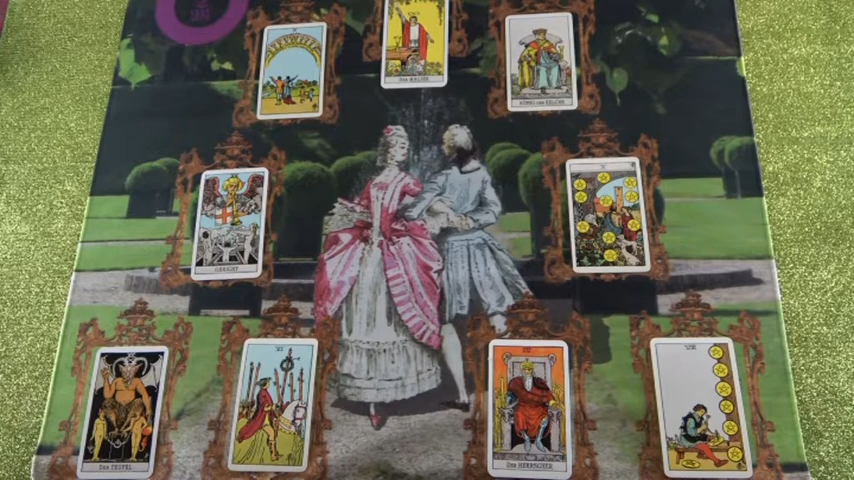 X
DER MAGIER
KÖNIG DER KELCHE
GERICHT
X
DER TEUFEL
VI
DER HERRSCHER
VIII